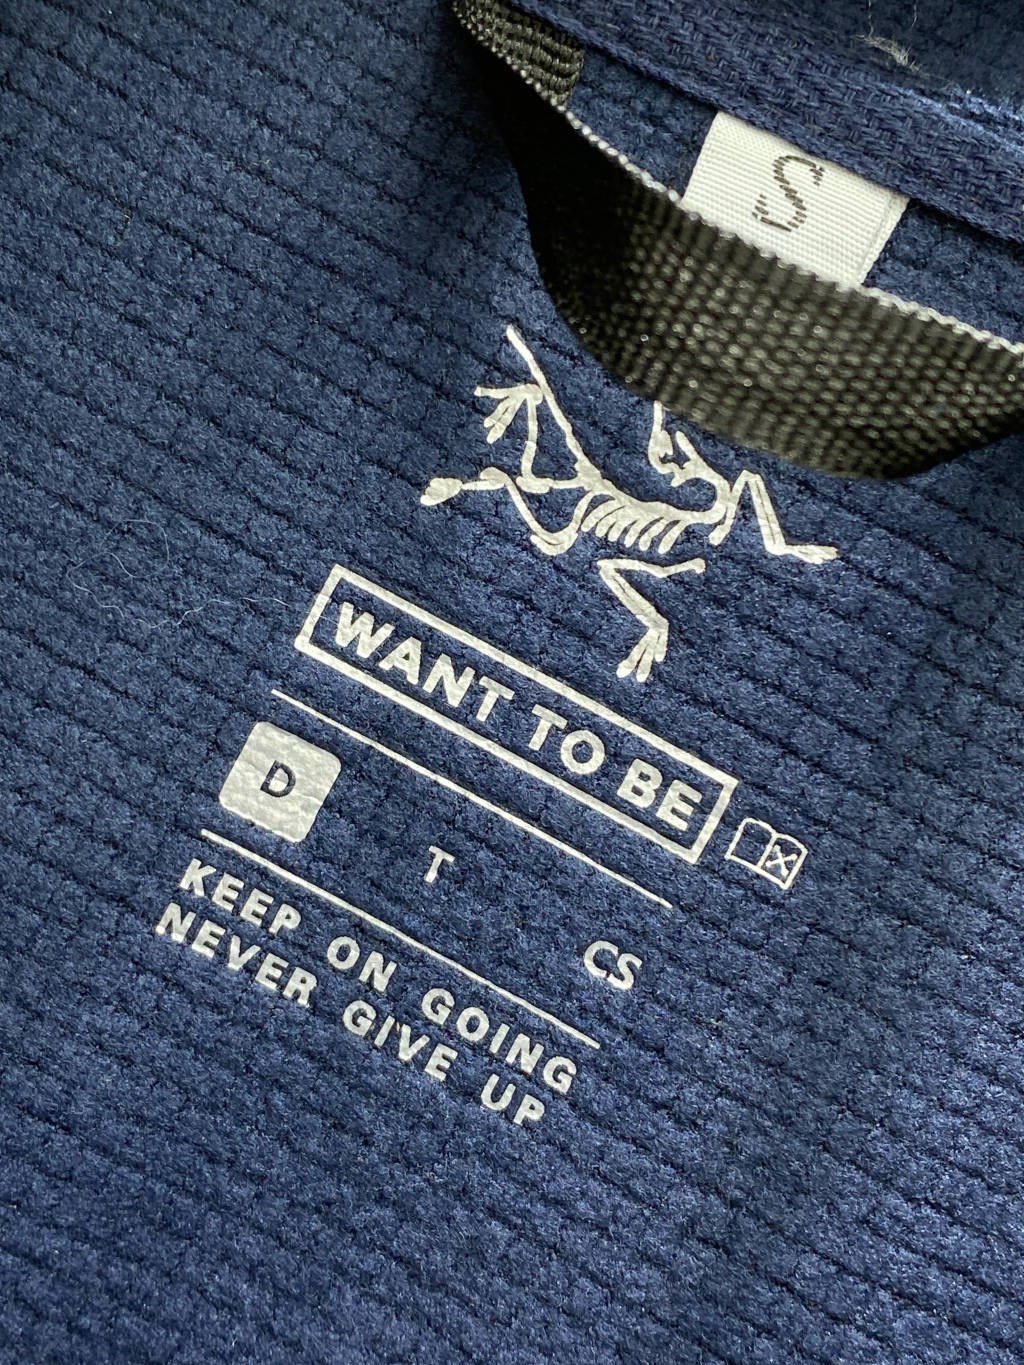 S
WANT TO BE
D
T
CS
KEEP ON GOING
NEVER GIVE UP